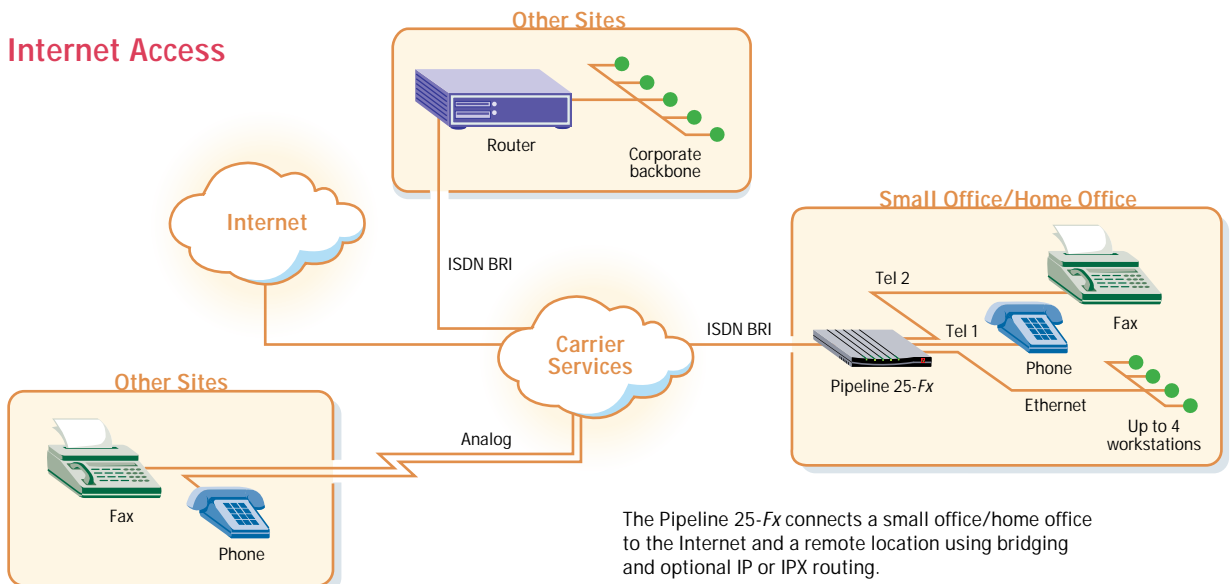 Internet Access
Other Sites
Router
Corporate
backbone
Internet
ISDN BRI
Carrier
Services
ISDN BRI
Small Office/Home Office
Tel 2
Fax
Tel 1
Phone
Pipeline 25-Fx
Ethernet
Up to 4
workstations
Other Sites
Analog
Fax
Phone
The Pipeline 25-Fx connects a small office/home office
to the Internet and a remote location using bridging
and optional IP or IPX routing.